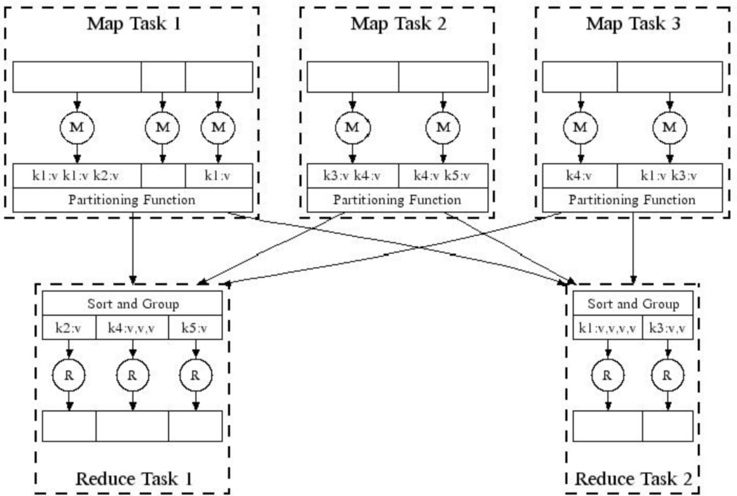 Map Task 1
Map Task 2
Map Task 3
M
M
M
M
M
M
M
k1:v k1:v k2:v
k1:v
k3:v k4:v
k4:v k5:v
k4:v
k1:v k3:v
Partitioning Function
Partitioning Function
Partitioning Function
Sort and Group
k2:v
k4:v,v,v
k5:v
R
R
R
Reduce Task 1
Sort and Group
k1:v,v,v,v
k3:v,v
R
R
Reduce Task 2